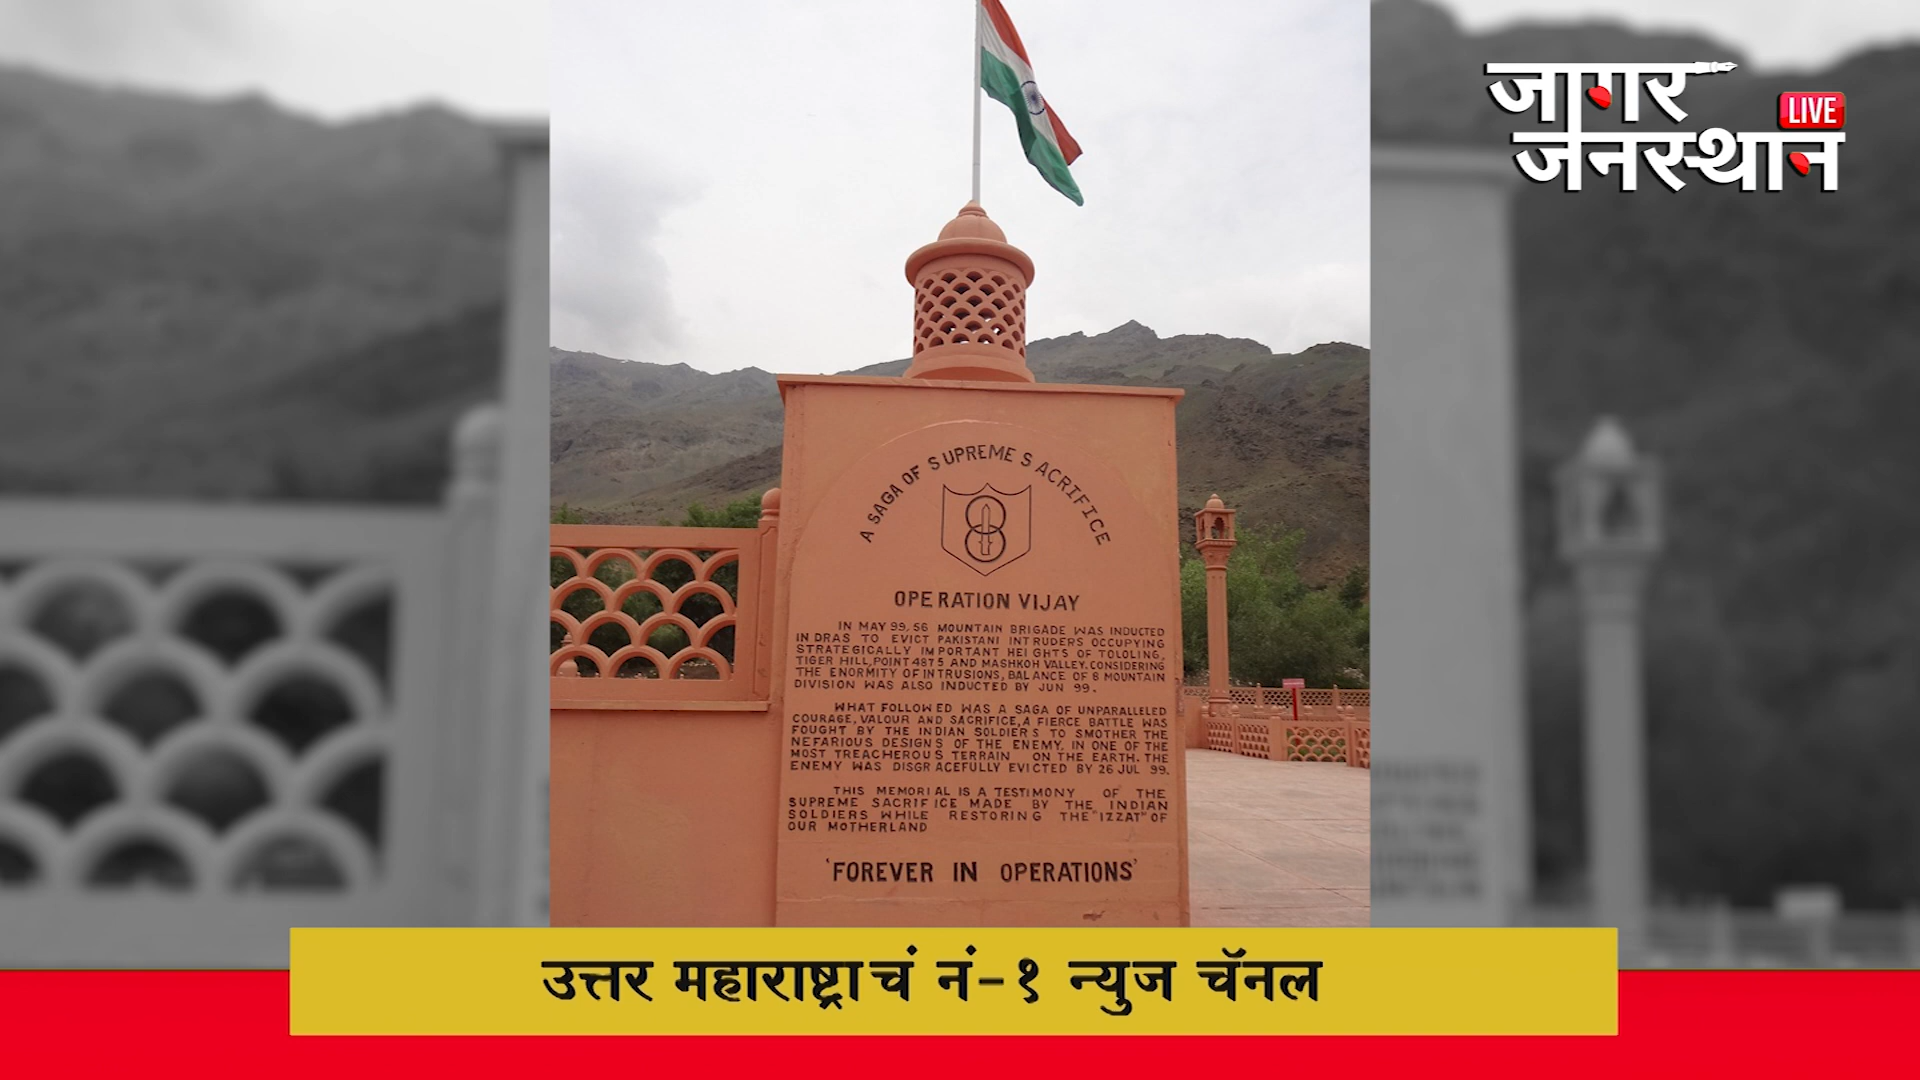 जागर
LIVE
जनस्थान
A SAGA OF SUPREME SACRIFICE
OPERATION VIJAY
IN MAY 99, 56 MOUNTAIN BRIGADE WAS INDUCTED
IN DRAS TO EVICT PAKISTANI INTRUDERS OCCUPYING
STRATEGICALLY IMPORTANT HEIGHTS OF TOLOLING,
TIGER HILL, POINT 4875 AND MASHKOH VALLEY. CONSIDERING
THE ENORMITY OF INTRUSIONS, BALANCE OF 8 MOUNTAIN
DIVISION WAS ALSO INDUCTED BY JUN 99.
WHAT FOLLOWED WAS A SAGA OF UNPARALLELED
COURAGE, VALOUR AND SACRIFICE, A FIERCE BATTLE WAS
FOUGHT BY THE INDIAN SOLDIERS TO SMOTHER THE
NEFARIOUS DESIGNS OF THE ENEMY, IN ONE OF THE
MOST TREACHEROUS TERRAIN ON THE EARTH. THE
ENEMY WAS DISGRACEFULLY EVICTED BY 26 JUL 99.
THIS MEMORIAL IS A TESTIMONY OF THE
SUPREME SACRIFICE MADE BY THE INDIAN
SOLDIERS WHILE RESTORING THE "IZZAT" OF
OUR MOTHERLAND
'FOREVER IN OPERATIONS'
उत्तर महाराष्ट्राचं नं-१ न्युज चॅनल